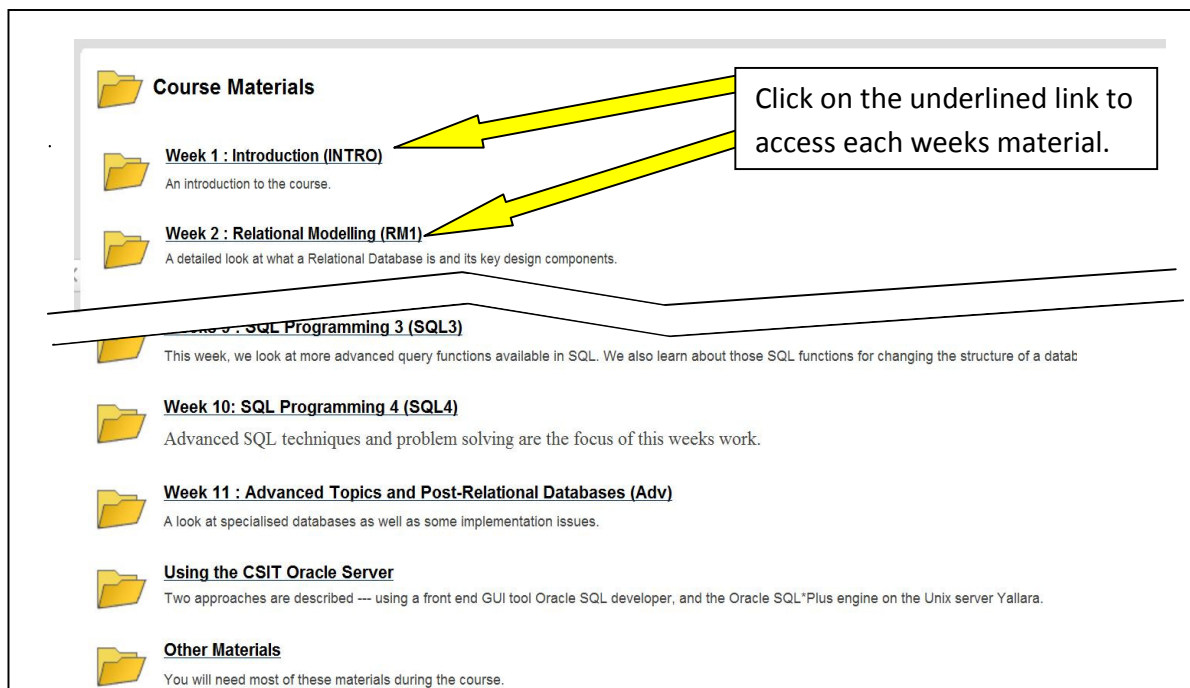 Course Materials
Click on the underlined link to
access each weeks material.
Week 1 : Introduction (INTRO)
An introduction to the course.
Week 2 : Relational Modelling (RM1)
A detailed look at what a Relational Database is and its key design components.
9 : SQL Programming 3 (SQL3)
This week, we look at more advanced query functions available in SQL. We also learn about those SQL functions for changing the structure of a datab
Week 10: SQL Programming 4 (SQL4)
Advanced SQL techniques and problem solving are the focus of this weeks work.
Week 11 : Advanced Topics and Post-Relational Databases (Adv)
A look at specialised databases as well as some implementation issues.
Using the CSIT Oracle Server
Two approaches are described --- using a front end GUI tool Oracle SQL developer, and the Oracle SQL*Plus engine on the Unix server Yallara.
Other Materials
You will need most of these materials during the course.